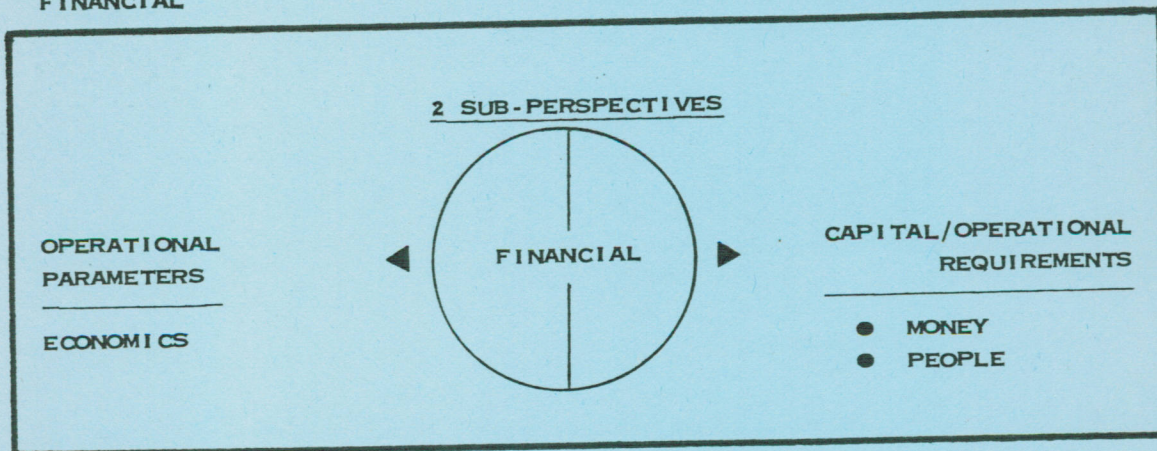 FINANCIAL
2 SUB-PERSPECTIVES
OPERATIONAL
PARAMETERS
ECONOMICS
FINANCIAL
CAPITAL/OPERATIONAL
REQUIREMENTS
● MONEY
● PEOPLE